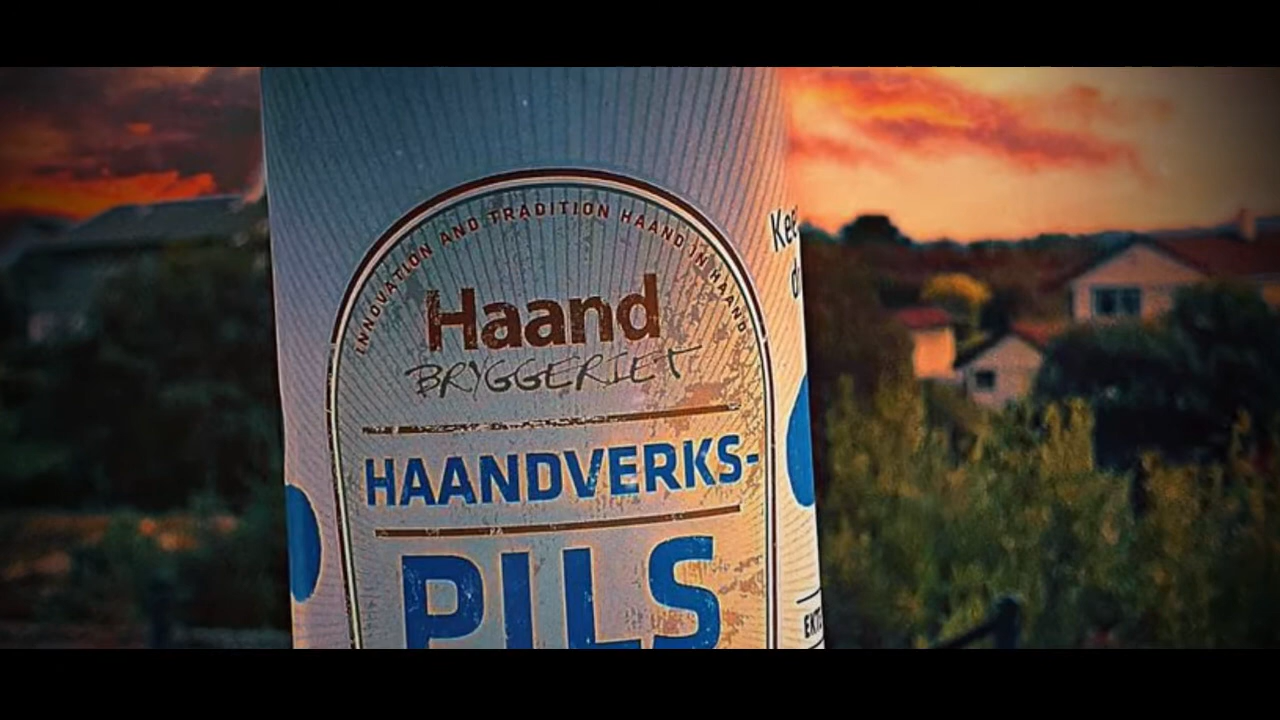 INNOVATION AND TRADITION HAAND IN HAAND
Haand
BRYGGERIET
HAANDVERKS-
PILS